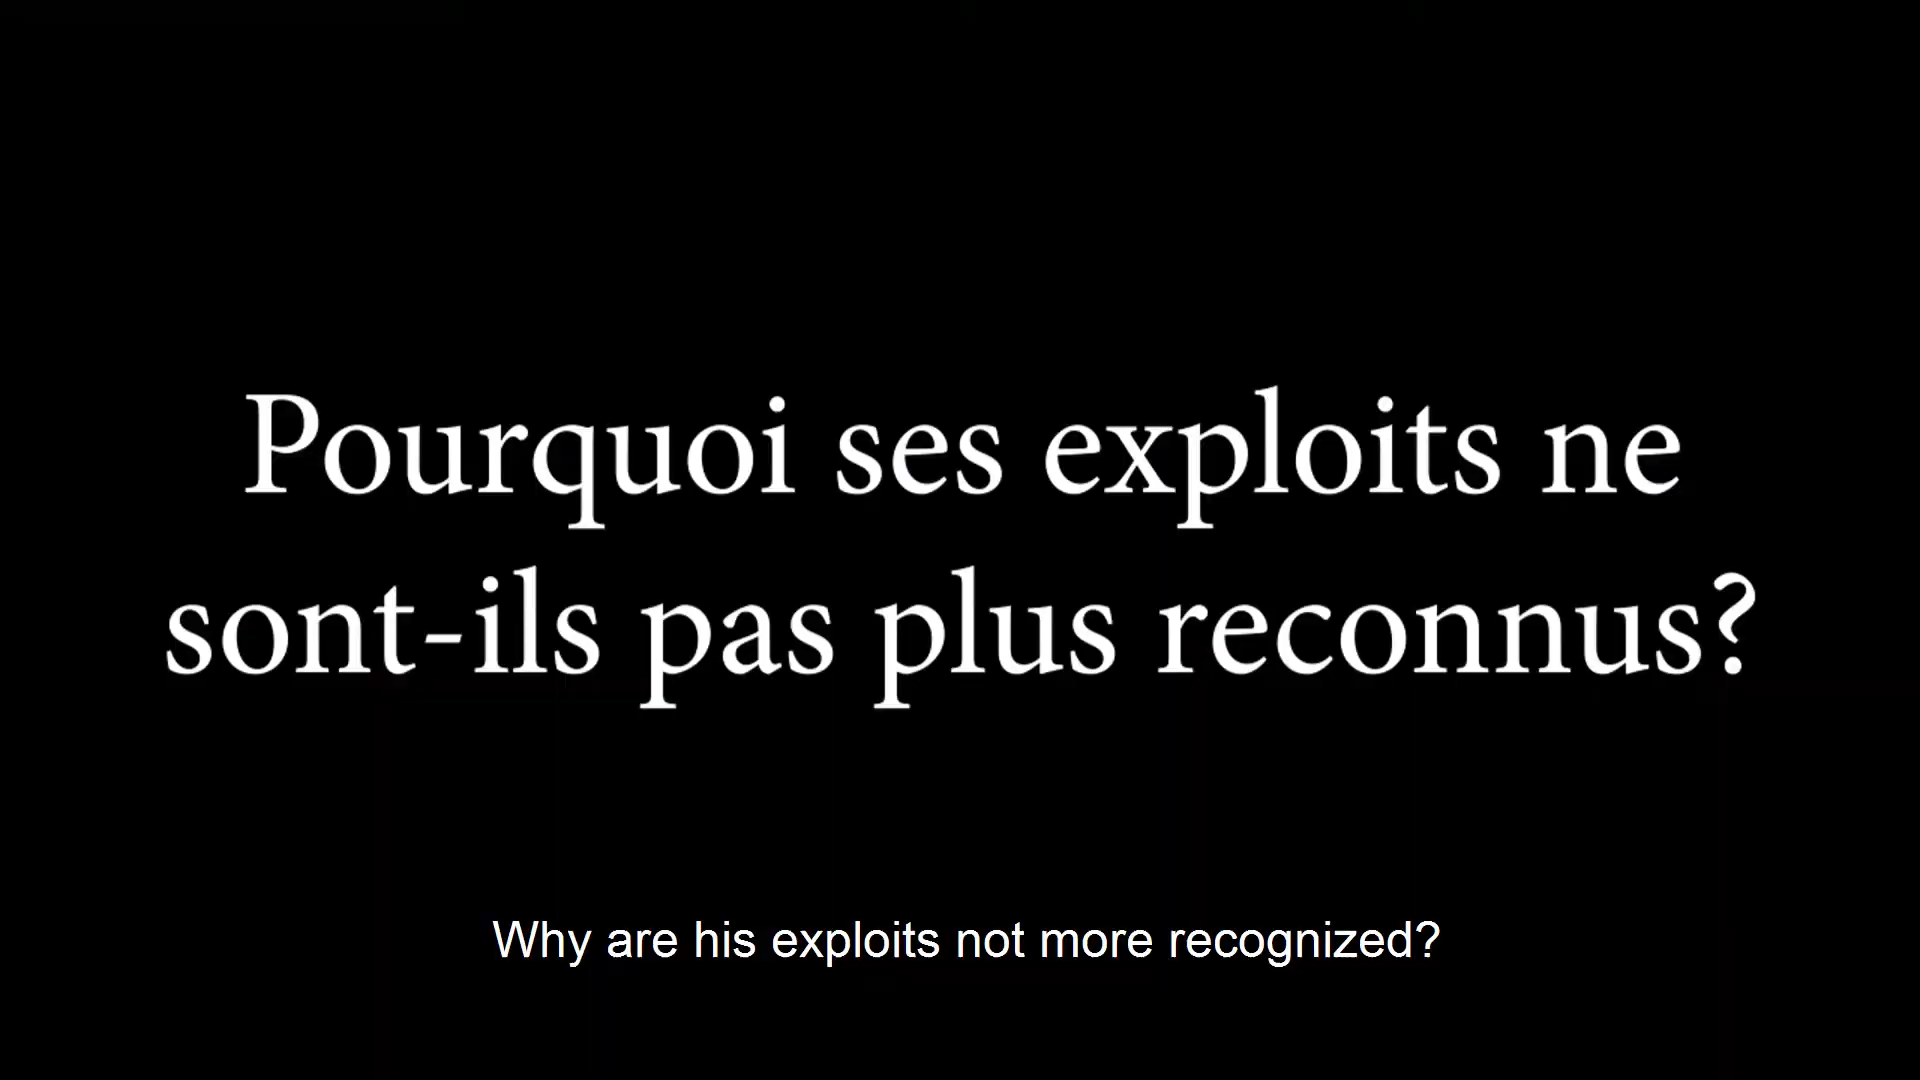 Pourquoi ses exploits ne
sont-ils pas plus reconnus?
Why are his exploits not more recognized?